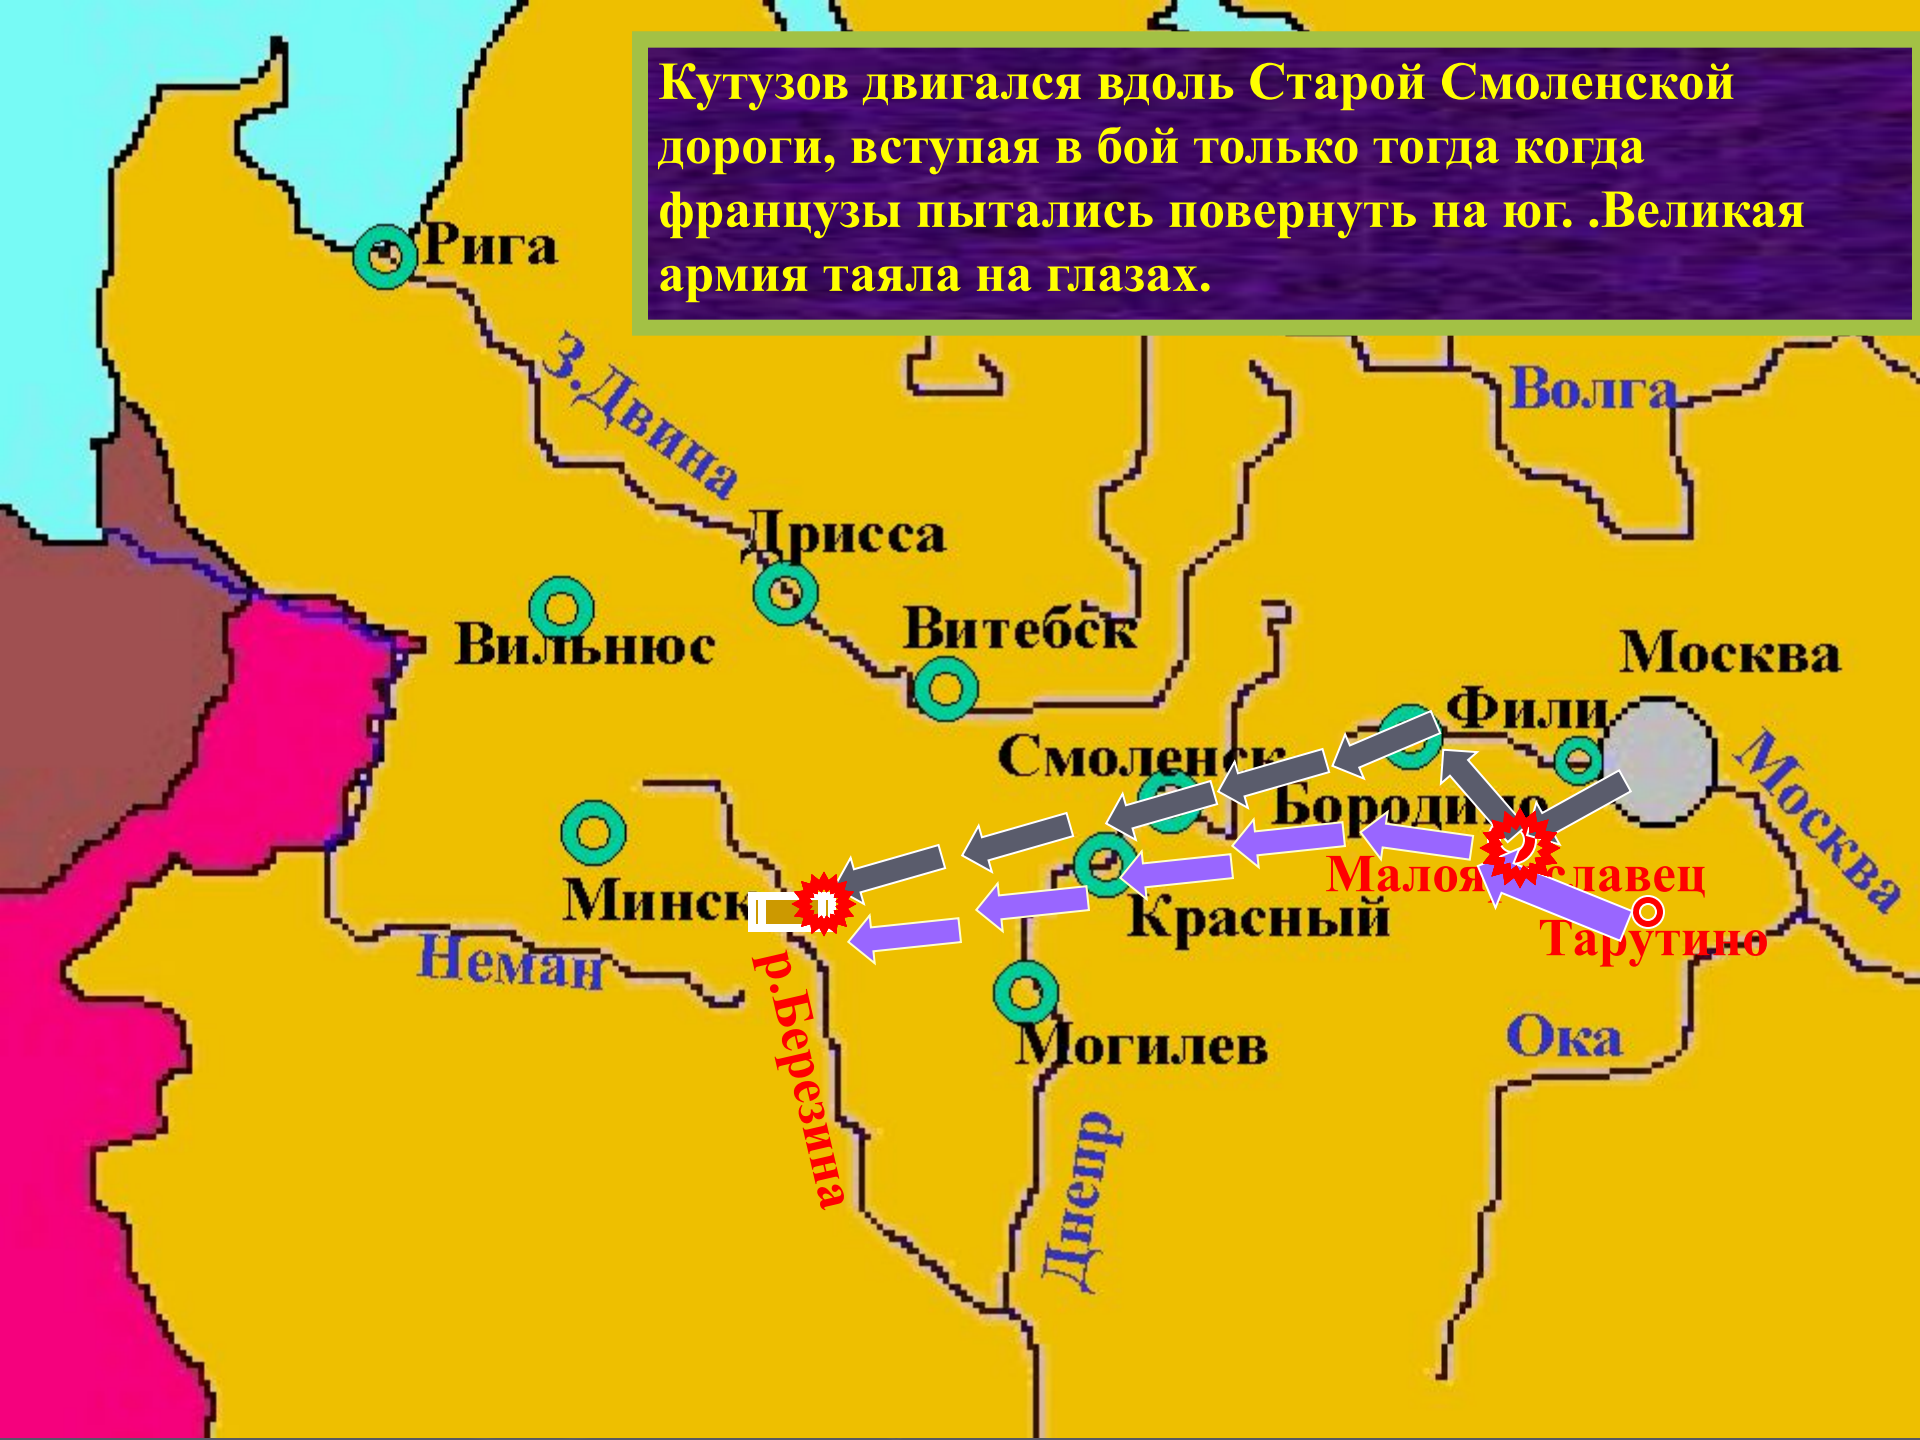 Кутузов двигался вдоль Старой Смоленской
дороги, вступая в бой только тогда когда
французы пытались повернуть на юг. .Великая
армия таяла на глазах.
Рига
З.Двина
Волга
Дрисса
Вильнюс
Витебск
Москва
Фили
Смоленск
Москва
Бородино
Малоярославец
Минск
Красный
Тарутино
Неман
р.Березина
Могилев
Ока
Днепр